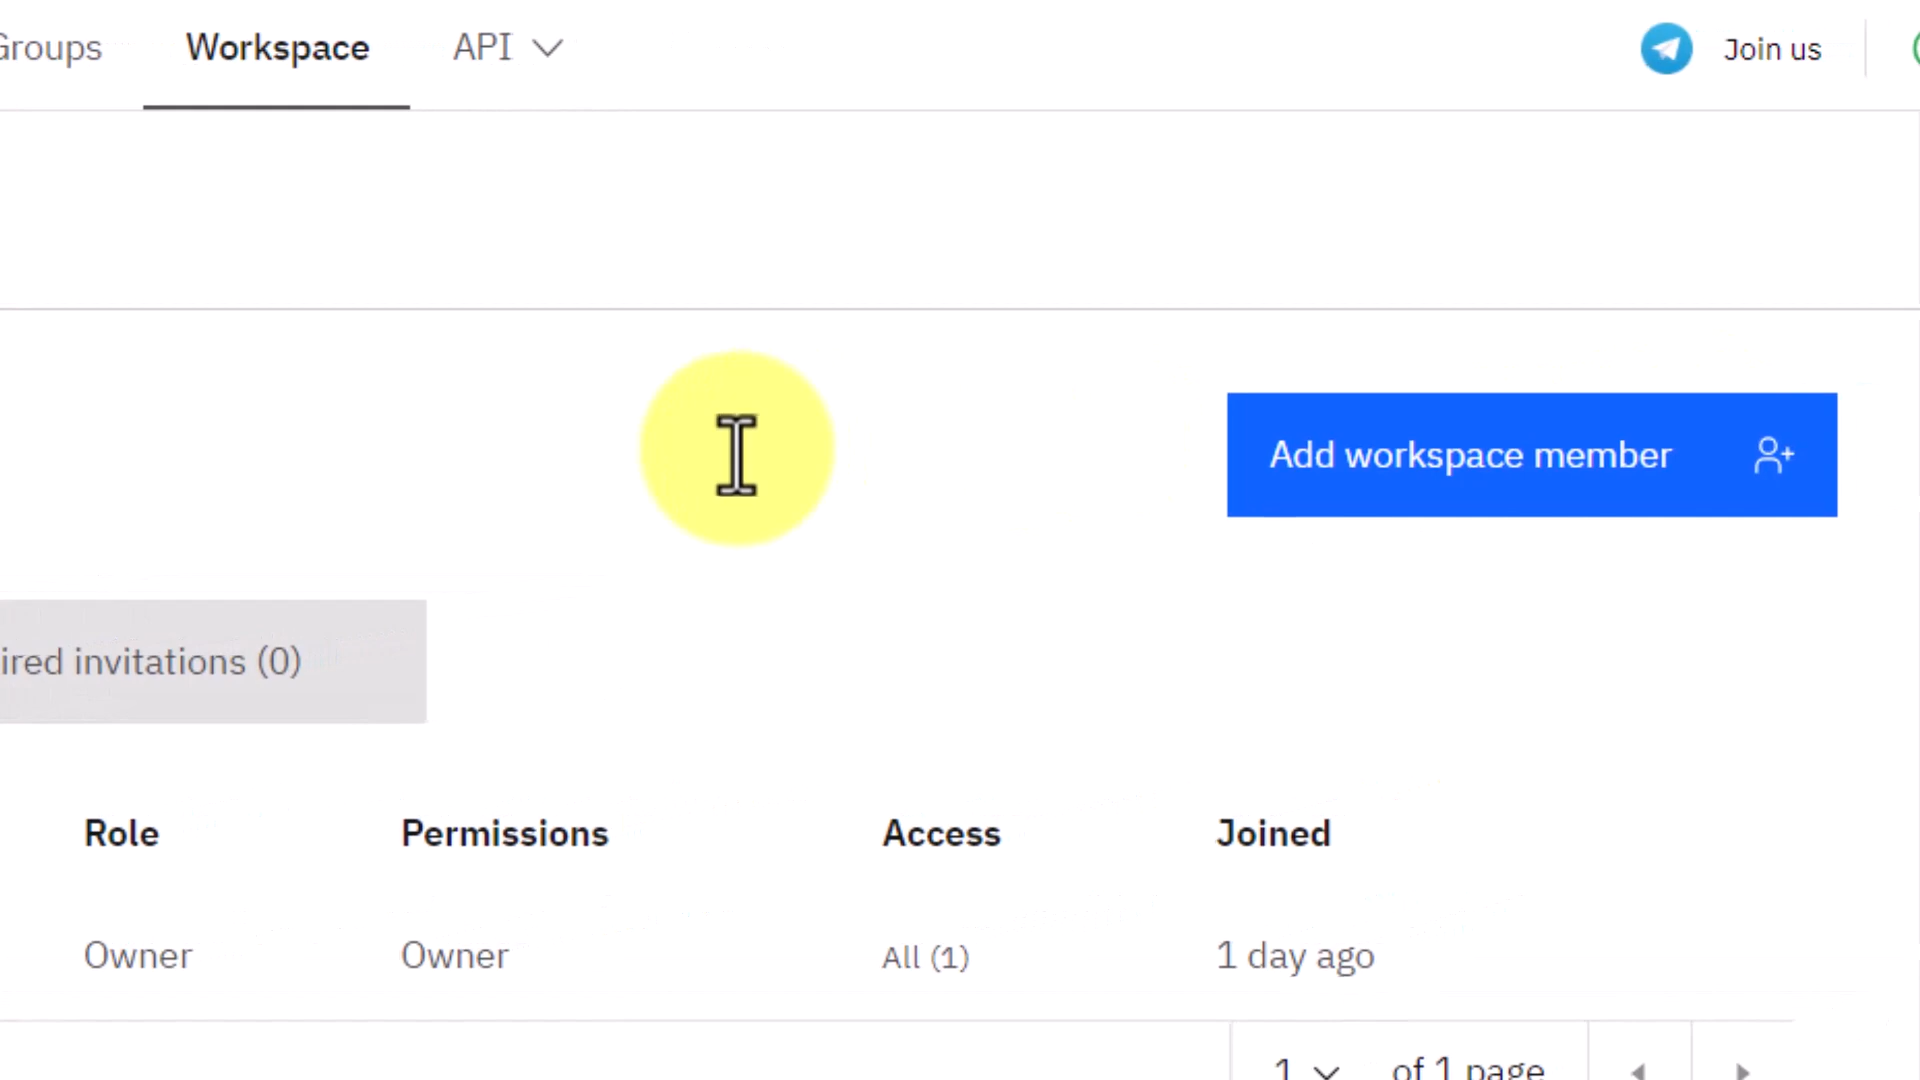 Groups Workspace API Join us
Add workspace member
ired invitations (0)
Role Permissions Access Joined
Owner Owner All (1) 1 day ago
1 of 1 page